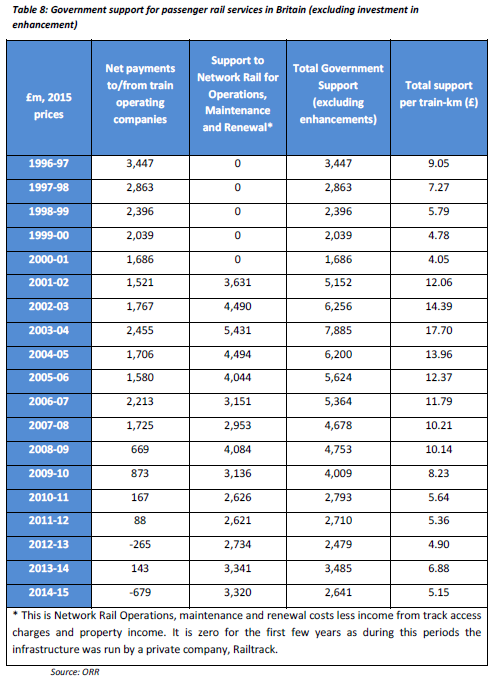 Table 8: Government support for passenger rail services in Britain (excluding investment in
enhancement)
£m, 2015 prices | Net payments to/from train operating companies | Support to Network Rail for Operations, Maintenance and Renewal* | Total Government Support (excluding enhancements) | Total support per train-km (£)
1996-97 3,447 0 3,447 9.05
1997-98 2,863 0 2,863 7.27
1998-99 2,396 0 2,396 5.79
1999-00 2,039 0 2,039 4.78
2000-01 1,686 0 1,686 4.05
2001-02 1,521 3,631 5,152 12.06
2002-03 1,767 4,490 6,256 14.39
2003-04 2,455 5,431 7,885 17.70
2004-05 1,706 4,494 6,200 13.96
2005-06 1,580 4,044 5,624 12.37
2006-07 2,213 3,151 5,364 11.79
2007-08 1,725 2,953 4,678 10.21
2008-09 669 4,084 4,753 10.14
2009-10 873 3,136 4,009 8.23
2010-11 167 2,626 2,793 5.64
2011-12 88 2,621 2,710 5.36
2012-13 -265 2,734 2,479 4.90
2013-14 143 3,341 3,485 6.88
2014-15 -679 3,320 2,641 5.15
* This is Network Rail Operations, maintenance and renewal costs less income from track access
charges and property income. It is zero for the first few years as during this periods the
infrastructure was run by a private company, Railtrack.
Source: ORR